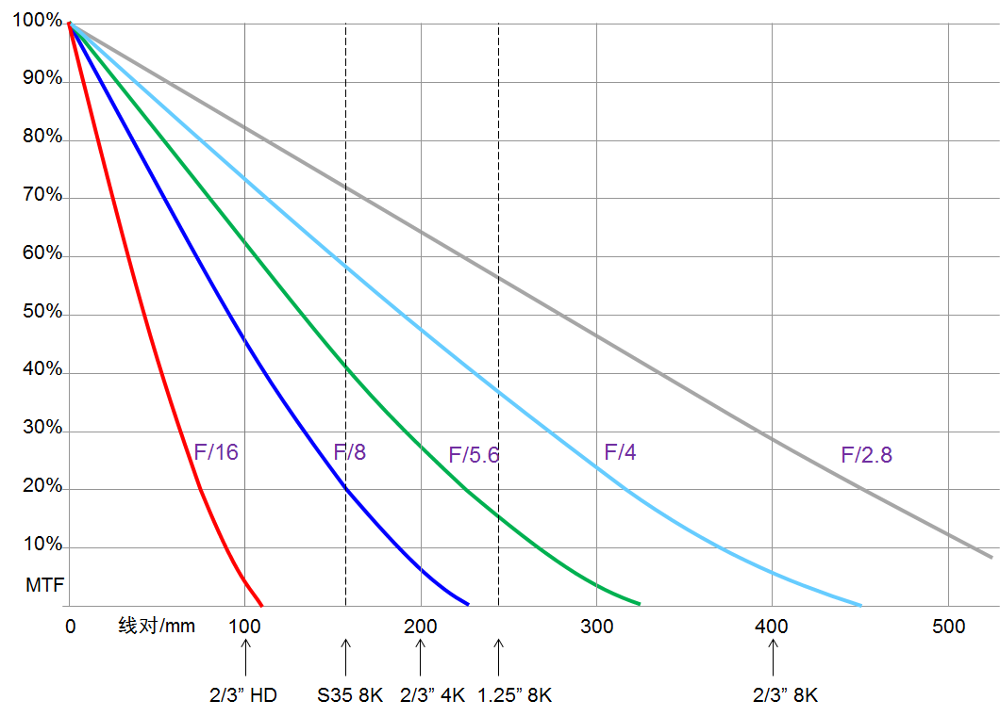 100%
90%
80%
70%
60%
50%
40%
30%
F/16
F/8
F/5.6
F/4
F/2.8
20%
10%
MTF
0 线对/mm 100 200 300 400 500
2/3” HD S35 8K 2/3” 4K 1.25” 8K 2/3” 8K